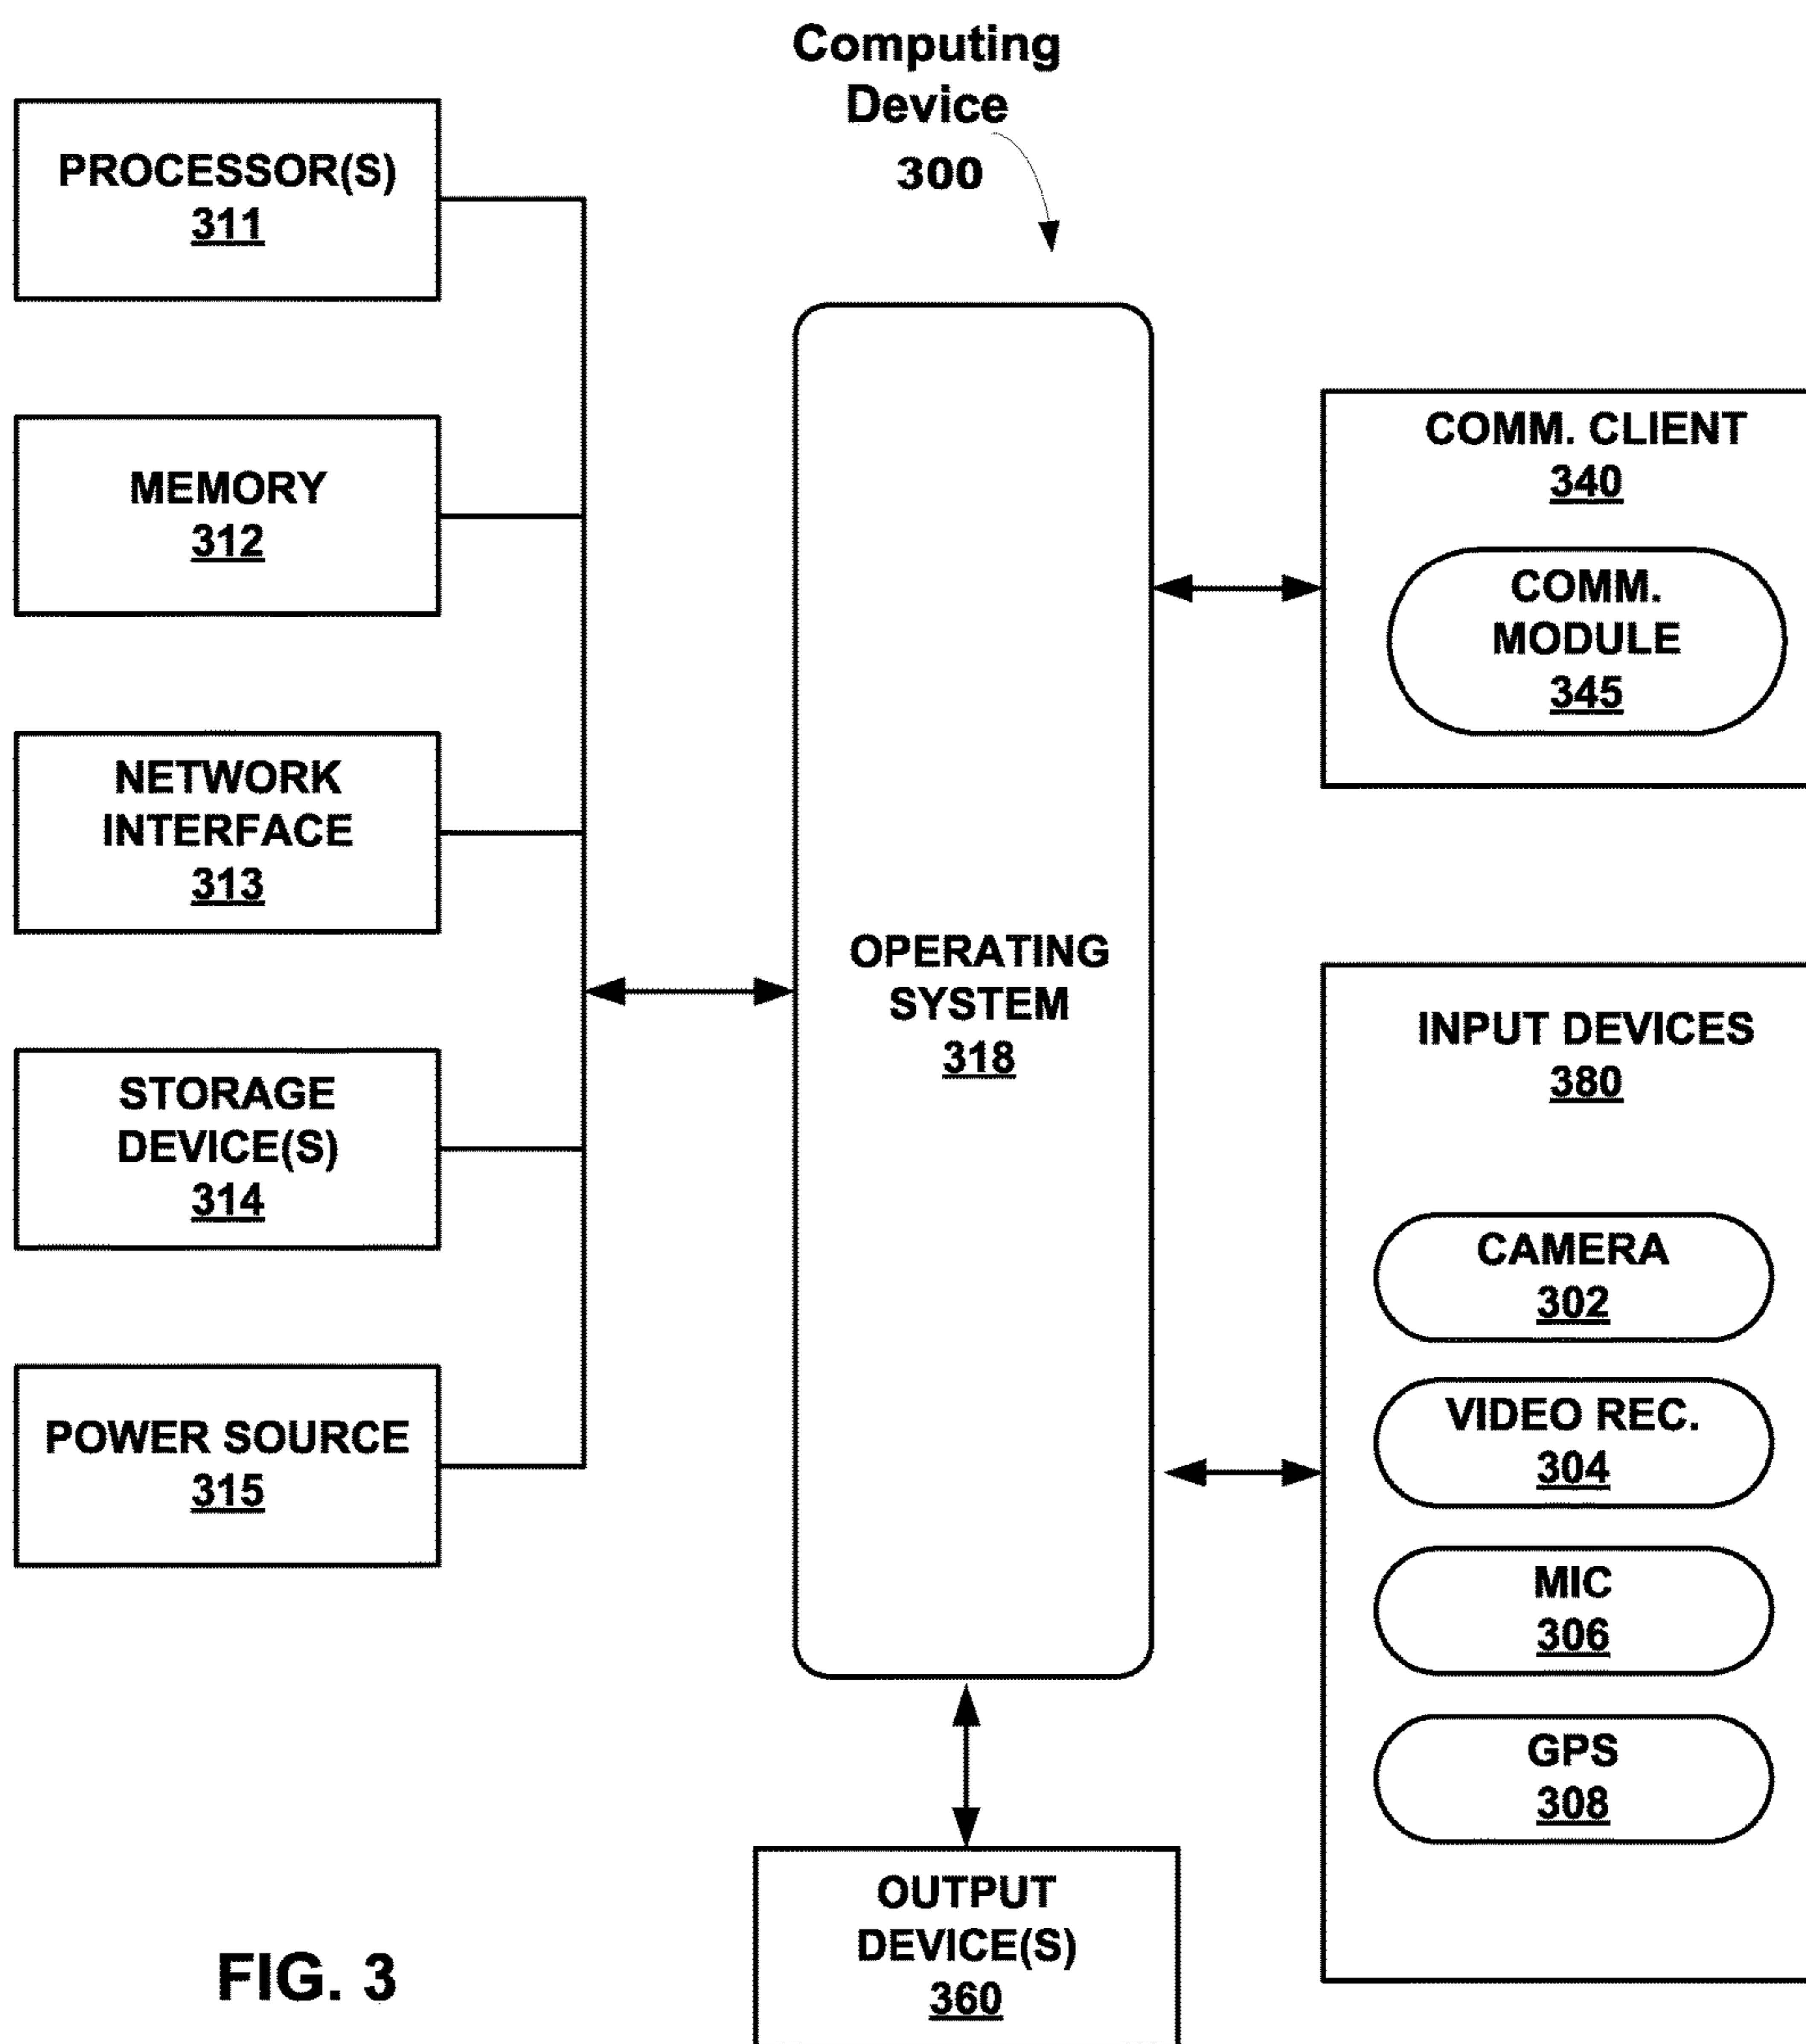 Computing
Device
300
PROCESSOR(S)
311
MEMORY
312
NETWORK
INTERFACE
313
STORAGE
DEVICE(S)
314
POWER SOURCE
315
OPERATING
SYSTEM
318
COMM. CLIENT
340
COMM.
MODULE
345
INPUT DEVICES
380
CAMERA
302
VIDEO REC.
304
MIC
306
GPS
308
OUTPUT
DEVICE(S)
360
FIG. 3